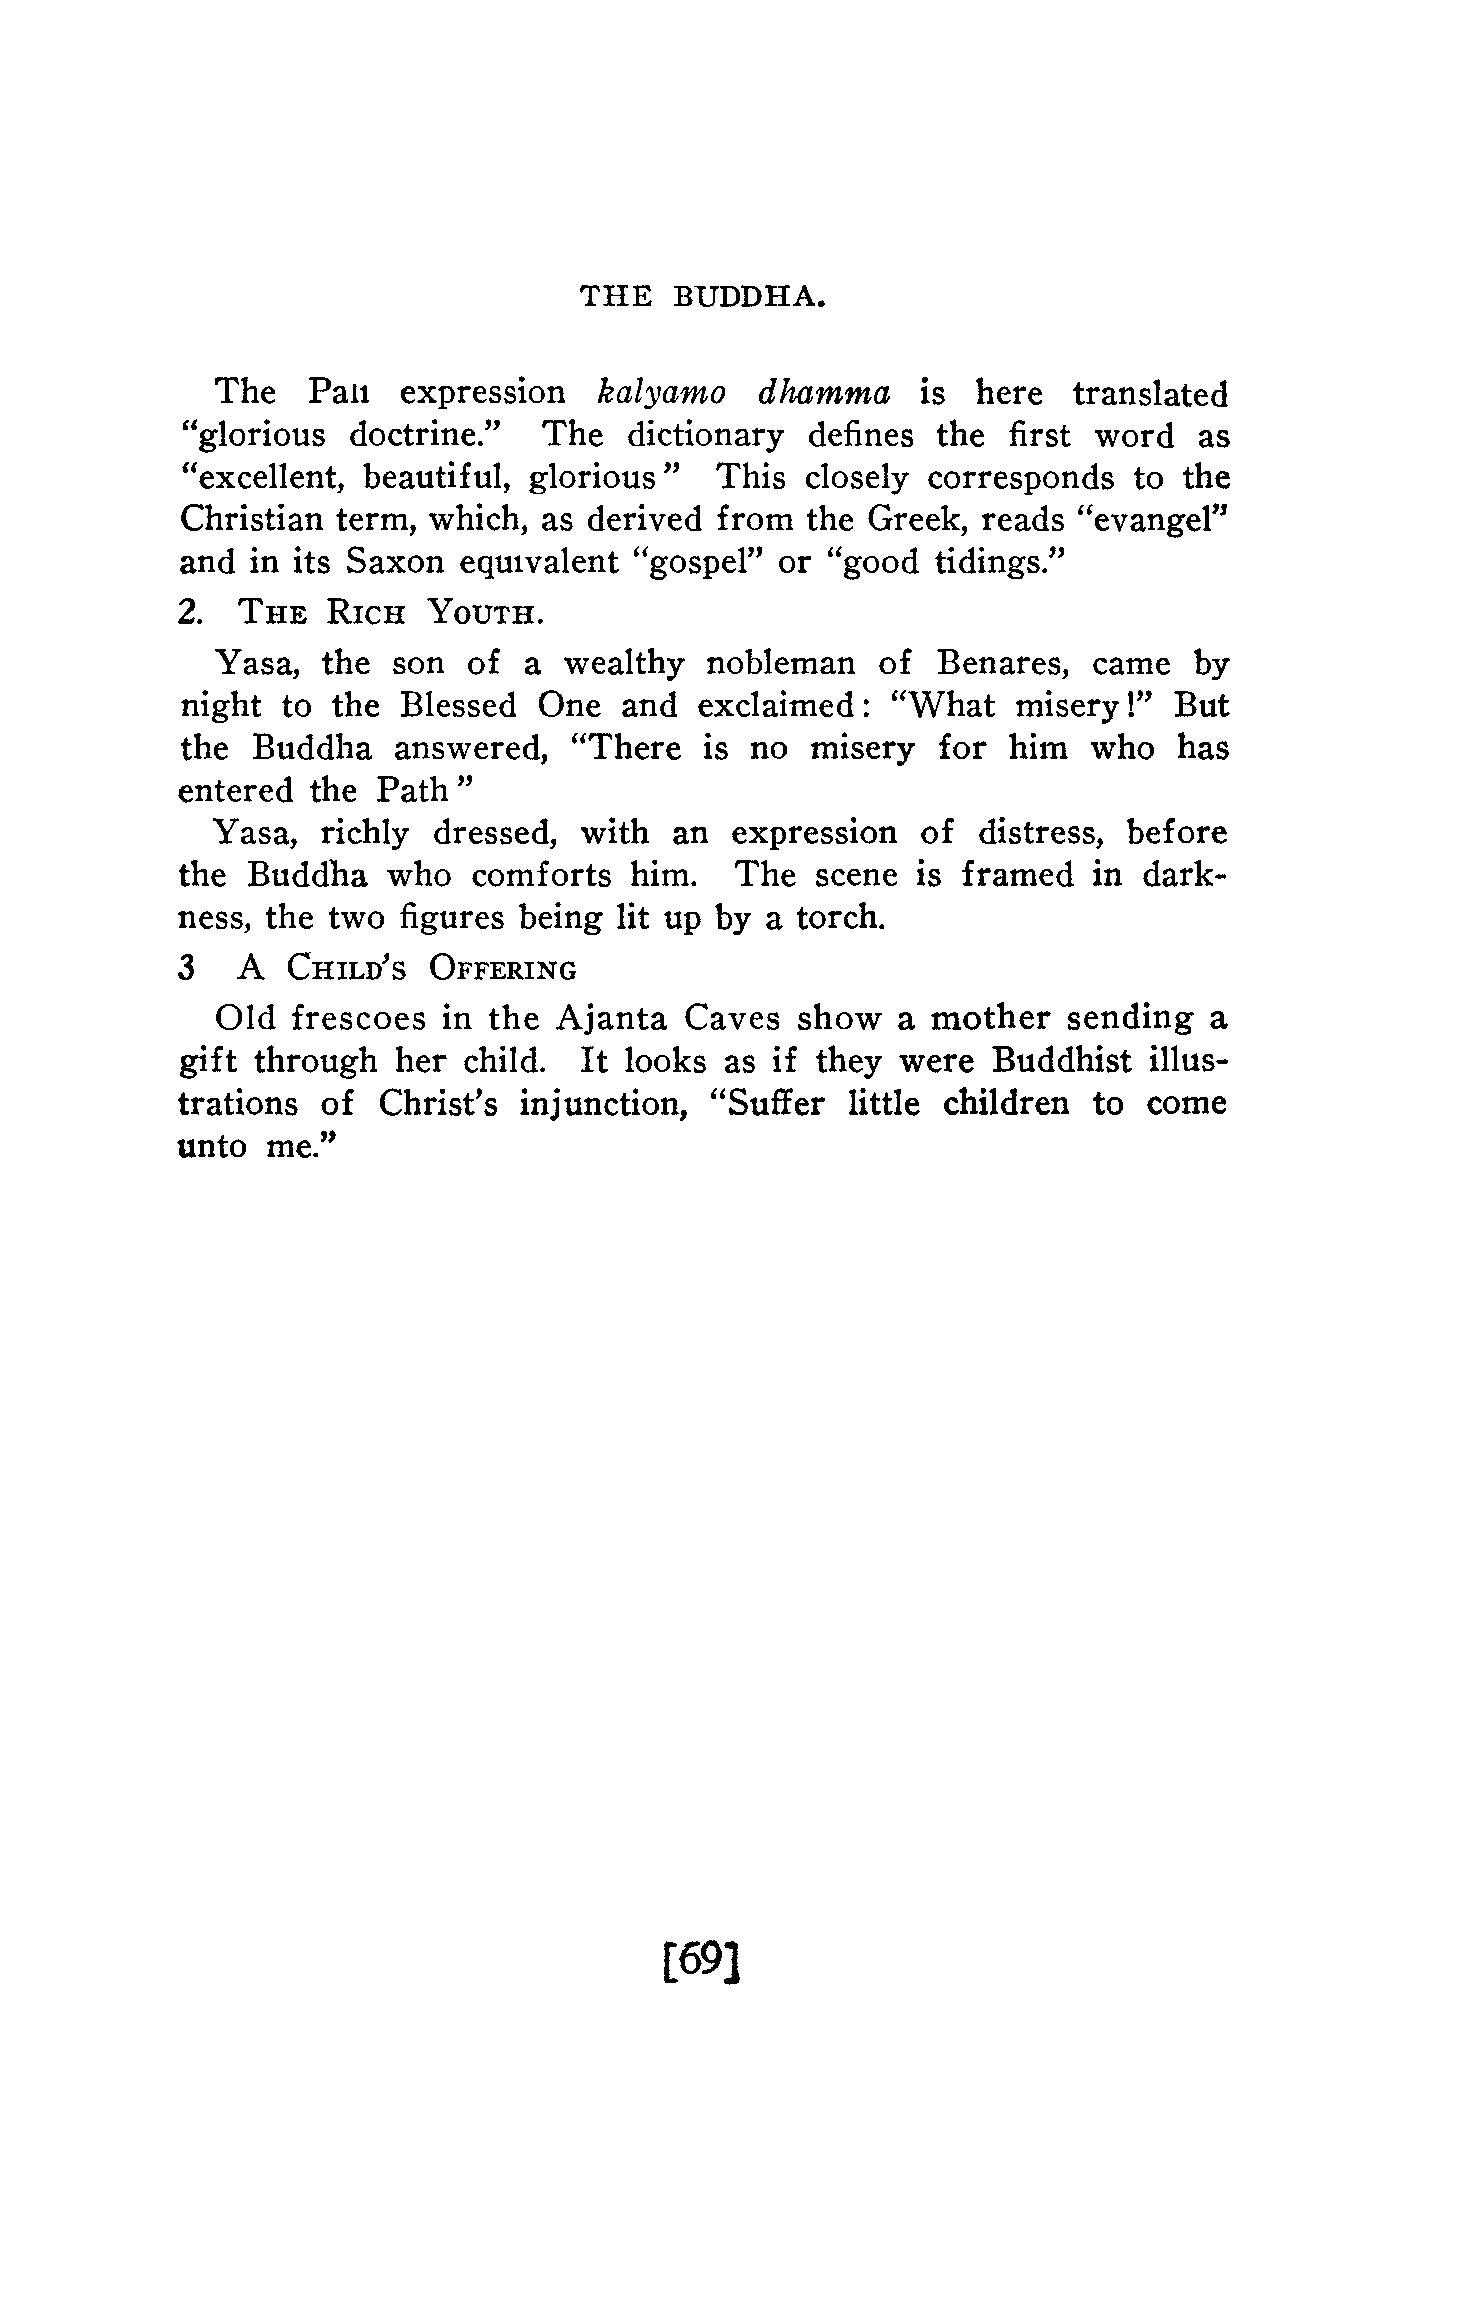 THE BUDDHA.
The Pali expression kalyamo dhamma is here translated
“glorious doctrine.” The dictionary defines the first word as
“excellent, beautiful, glorious ” This closely corresponds to the
Christian term, which, as derived from the Greek, reads “evangel”
and in its Saxon equivalent “gospel” or “good tidings.”
2. THE RICH YOUTH.
Yasa, the son of a wealthy nobleman of Benares, came by
night to the Blessed One and exclaimed: “What misery!” But
the Buddha answered, “There is no misery for him who has
entered the Path ”
Yasa, richly dressed, with an expression of distress, before
the Buddha who comforts him. The scene is framed in dark-
ness, the two figures being lit up by a torch.
3 A CHILD’S OFFERING
Old frescoes in the Ajanta Caves show a mother sending a
gift through her child. It looks as if they were Buddhist illus-
trations of Christ’s injunction, “Suffer little children to come
unto me.”
[69]